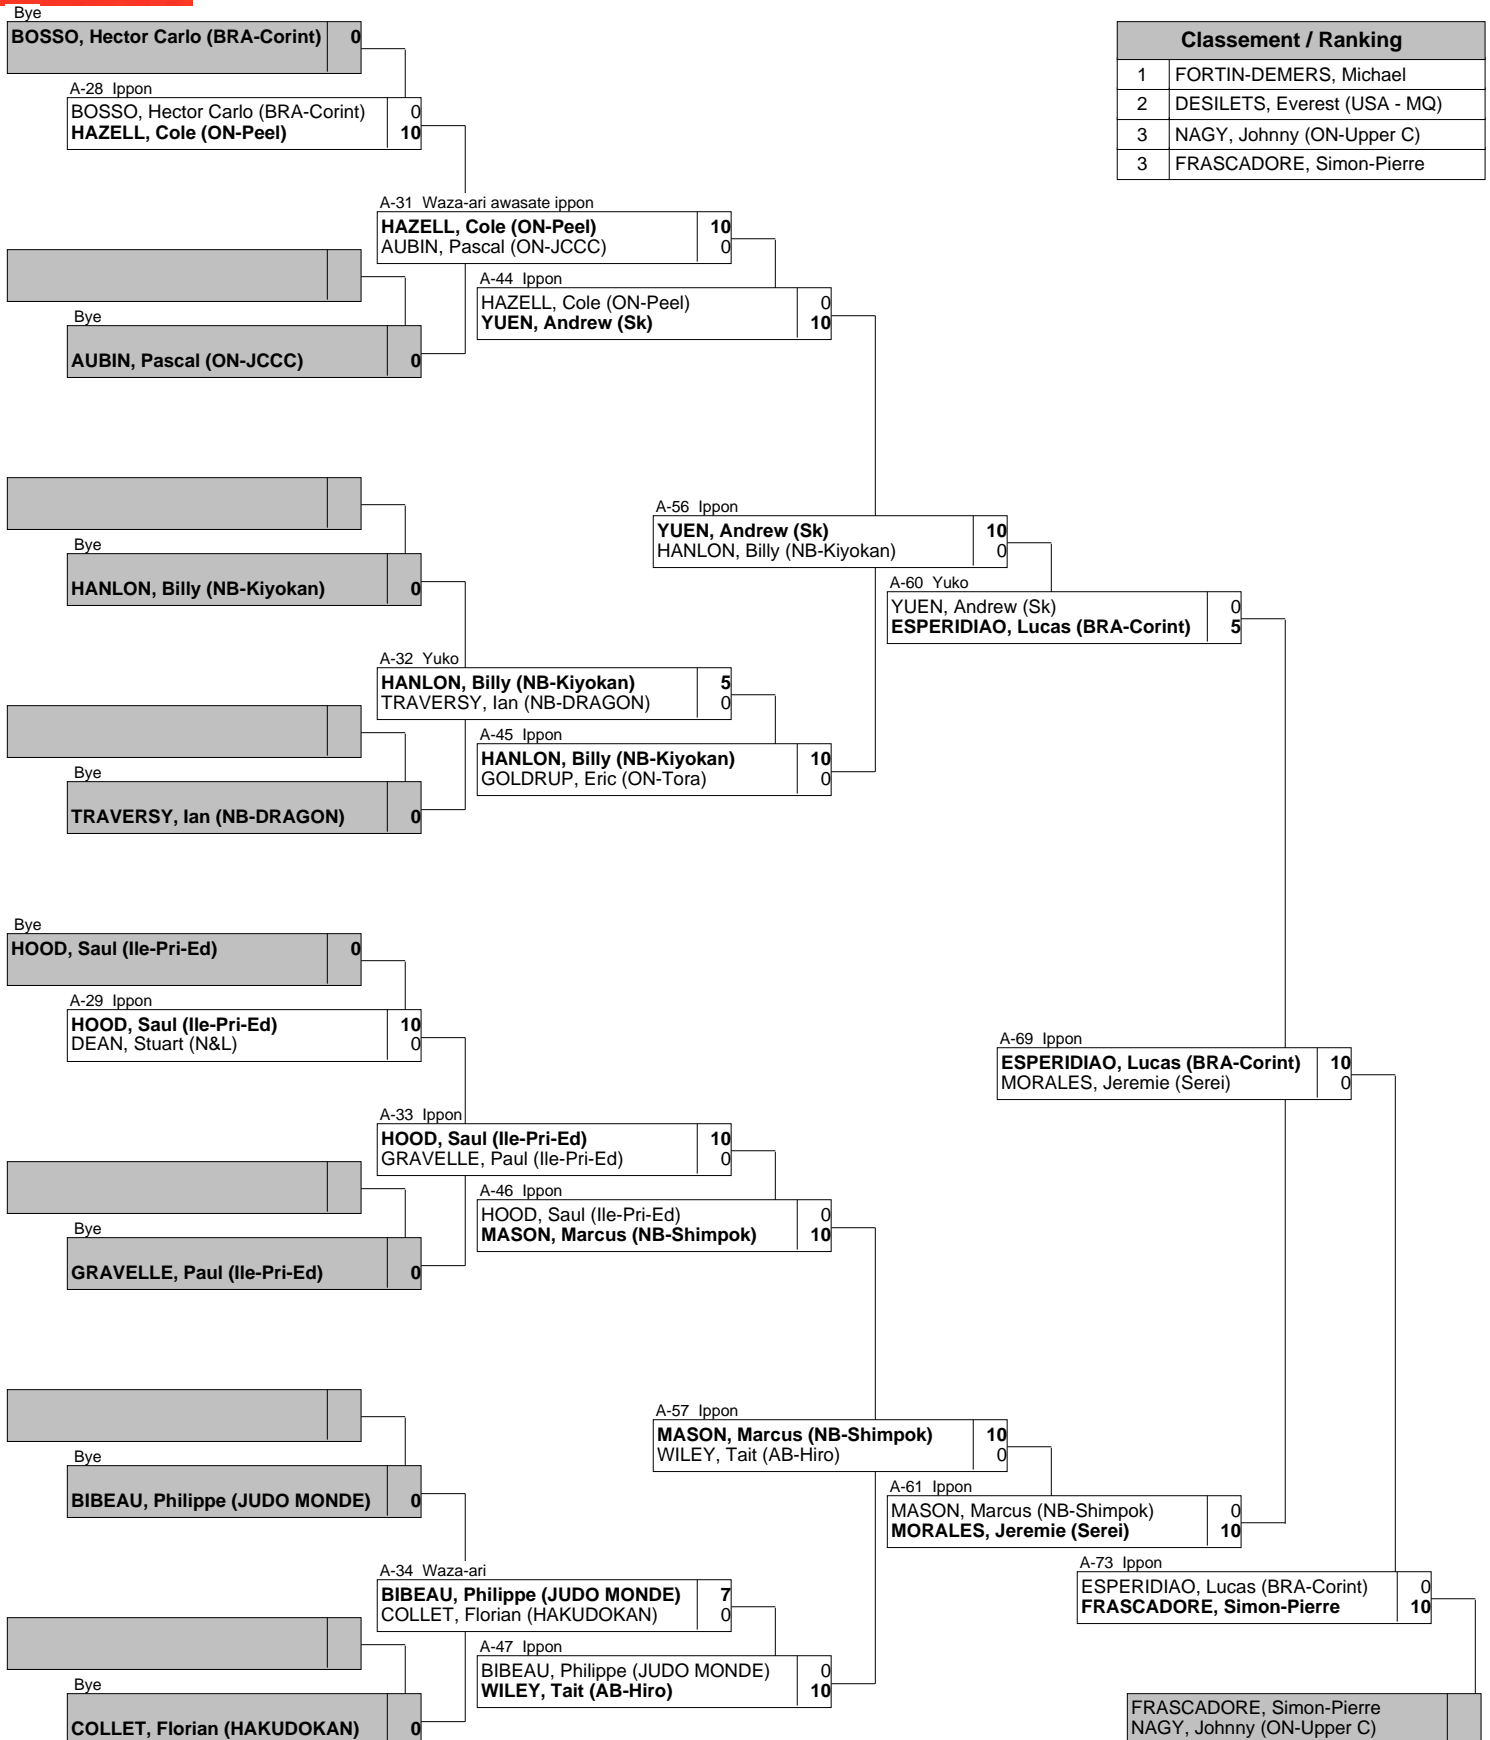 Bye
BOSSO, Hector Carlo (BRA-Corint) 0
A-28 Ippon
BOSSO, Hector Carlo (BRA-Corint) 0
HAZELL, Cole (ON-Peel) 10
Classement / Ranking
1 FORTIN-DEMERS, Michael
2 DESILETS, Everest (USA - MQ)
3 NAGY, Johnny (ON-Upper C)
3 FRASCADORE, Simon-Pierre
A-31 Waza-ari awasate ippon
HAZELL, Cole (ON-Peel) 10
AUBIN, Pascal (ON-JCCC) 0
A-44 Ippon
HAZELL, Cole (ON-Peel) 0
YUEN, Andrew (Sk) 10
Bye
AUBIN, Pascal (ON-JCCC) 0
A-56 Ippon
YUEN, Andrew (Sk) 10
HANLON, Billy (NB-Kiyokan) 0
Bye
HANLON, Billy (NB-Kiyokan) 0
A-60 Yuko
YUEN, Andrew (Sk) 0
ESPERIDIAO, Lucas (BRA-Corint) 5
A-32 Yuko
HANLON, Billy (NB-Kiyokan) 5
TRAVERSY, Ian (NB-DRAGON) 0
A-45 Ippon
HANLON, Billy (NB-Kiyokan) 10
GOLDRUP, Eric (ON-Tora) 0
Bye
TRAVERSY, Ian (NB-DRAGON) 0
Bye
HOOD, Saul (Ile-Pri-Ed) 0
A-29 Ippon
HOOD, Saul (Ile-Pri-Ed) 10
DEAN, Stuart (N&L) 0
A-69 Ippon
ESPERIDIAO, Lucas (BRA-Corint) 10
MORALES, Jeremie (Serei) 0
A-33 Ippon
HOOD, Saul (Ile-Pri-Ed) 10
GRAVELLE, Paul (Ile-Pri-Ed) 0
A-46 Ippon
HOOD, Saul (Ile-Pri-Ed) 0
MASON, Marcus (NB-Shimpok) 10
Bye
GRAVELLE, Paul (Ile-Pri-Ed) 0
A-57 Ippon
MASON, Marcus (NB-Shimpok) 10
WILEY, Tait (AB-Hiro) 0
Bye
BIBEAU, Philippe (JUDO MONDE) 0
A-61 Ippon
MASON, Marcus (NB-Shimpok) 0
MORALES, Jeremie (Serei) 10
A-34 Waza-ari
BIBEAU, Philippe (JUDO MONDE) 7
COLLET, Florian (HAKUDOKAN) 0
A-73 Ippon
ESPERIDIAO, Lucas (BRA-Corint) 0
FRASCADORE, Simon-Pierre 10
A-47 Ippon
BIBEAU, Philippe (JUDO MONDE) 0
WILEY, Tait (AB-Hiro) 10
Bye
COLLET, Florian (HAKUDOKAN) 0
FRASCADORE, Simon-Pierre
NAGY, Johnny (ON-Upper C)